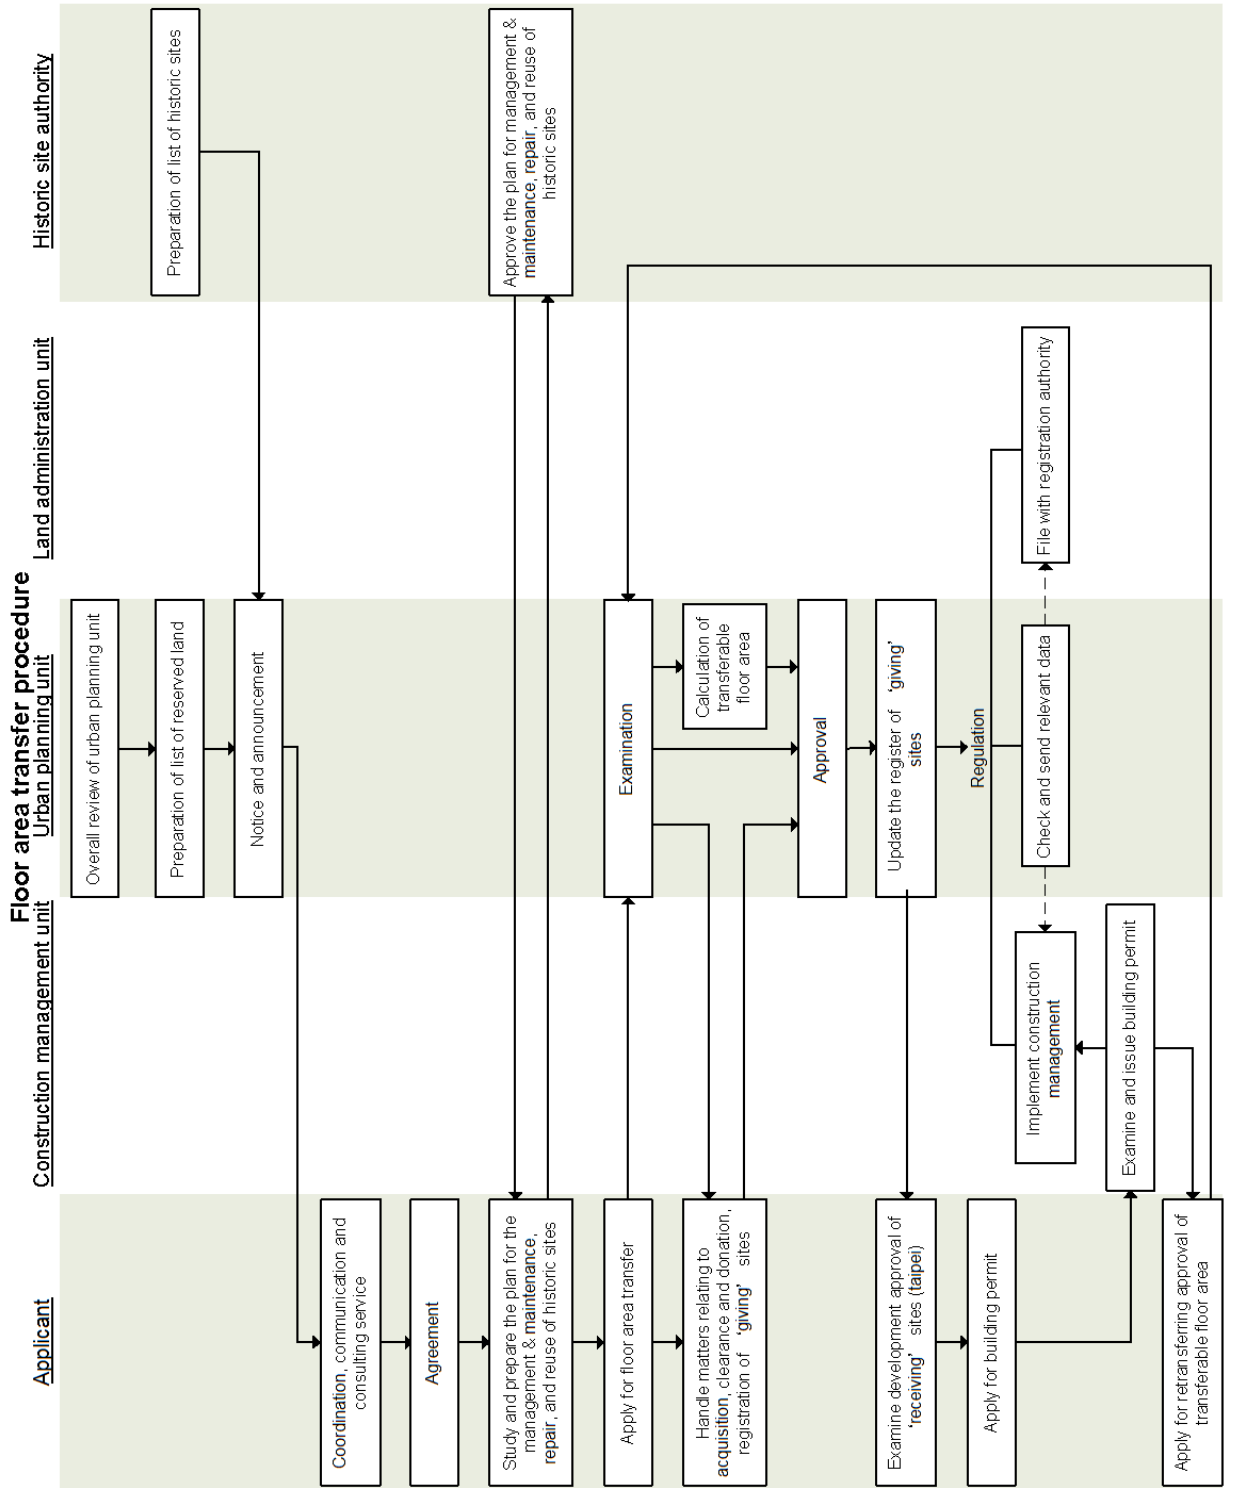 Floor area transfer procedure
Applicant
Construction management unit
Urban planning unit
Land administration unit
Historic site authority
Overall review of urban planning unit
Preparation of list of reserved land
Preparation of list of historic sites
Notice and announcement
Coordination, communication and
consulting service
Agreement
Study and prepare the plan for the
management & maintenance,
repair, and reuse of historic sites
Approve the plan for management &
maintenance, repair, and reuse of
historic sites
Apply for floor area transfer
Examination
Handle matters relating to
acquisition, clearance and donation,
registration of ‘giving’ sites
Calculation of
transferable
floor area
Approval
Update the register of ‘giving’
sites
Examine development approval of
‘receiving’ sites (taipei)
Regulation
Apply for building permit
Implement construction
management
Check and send relevant data
File with registration authority
Examine and issue building permit
Apply for retransferring approval of
transferable floor area